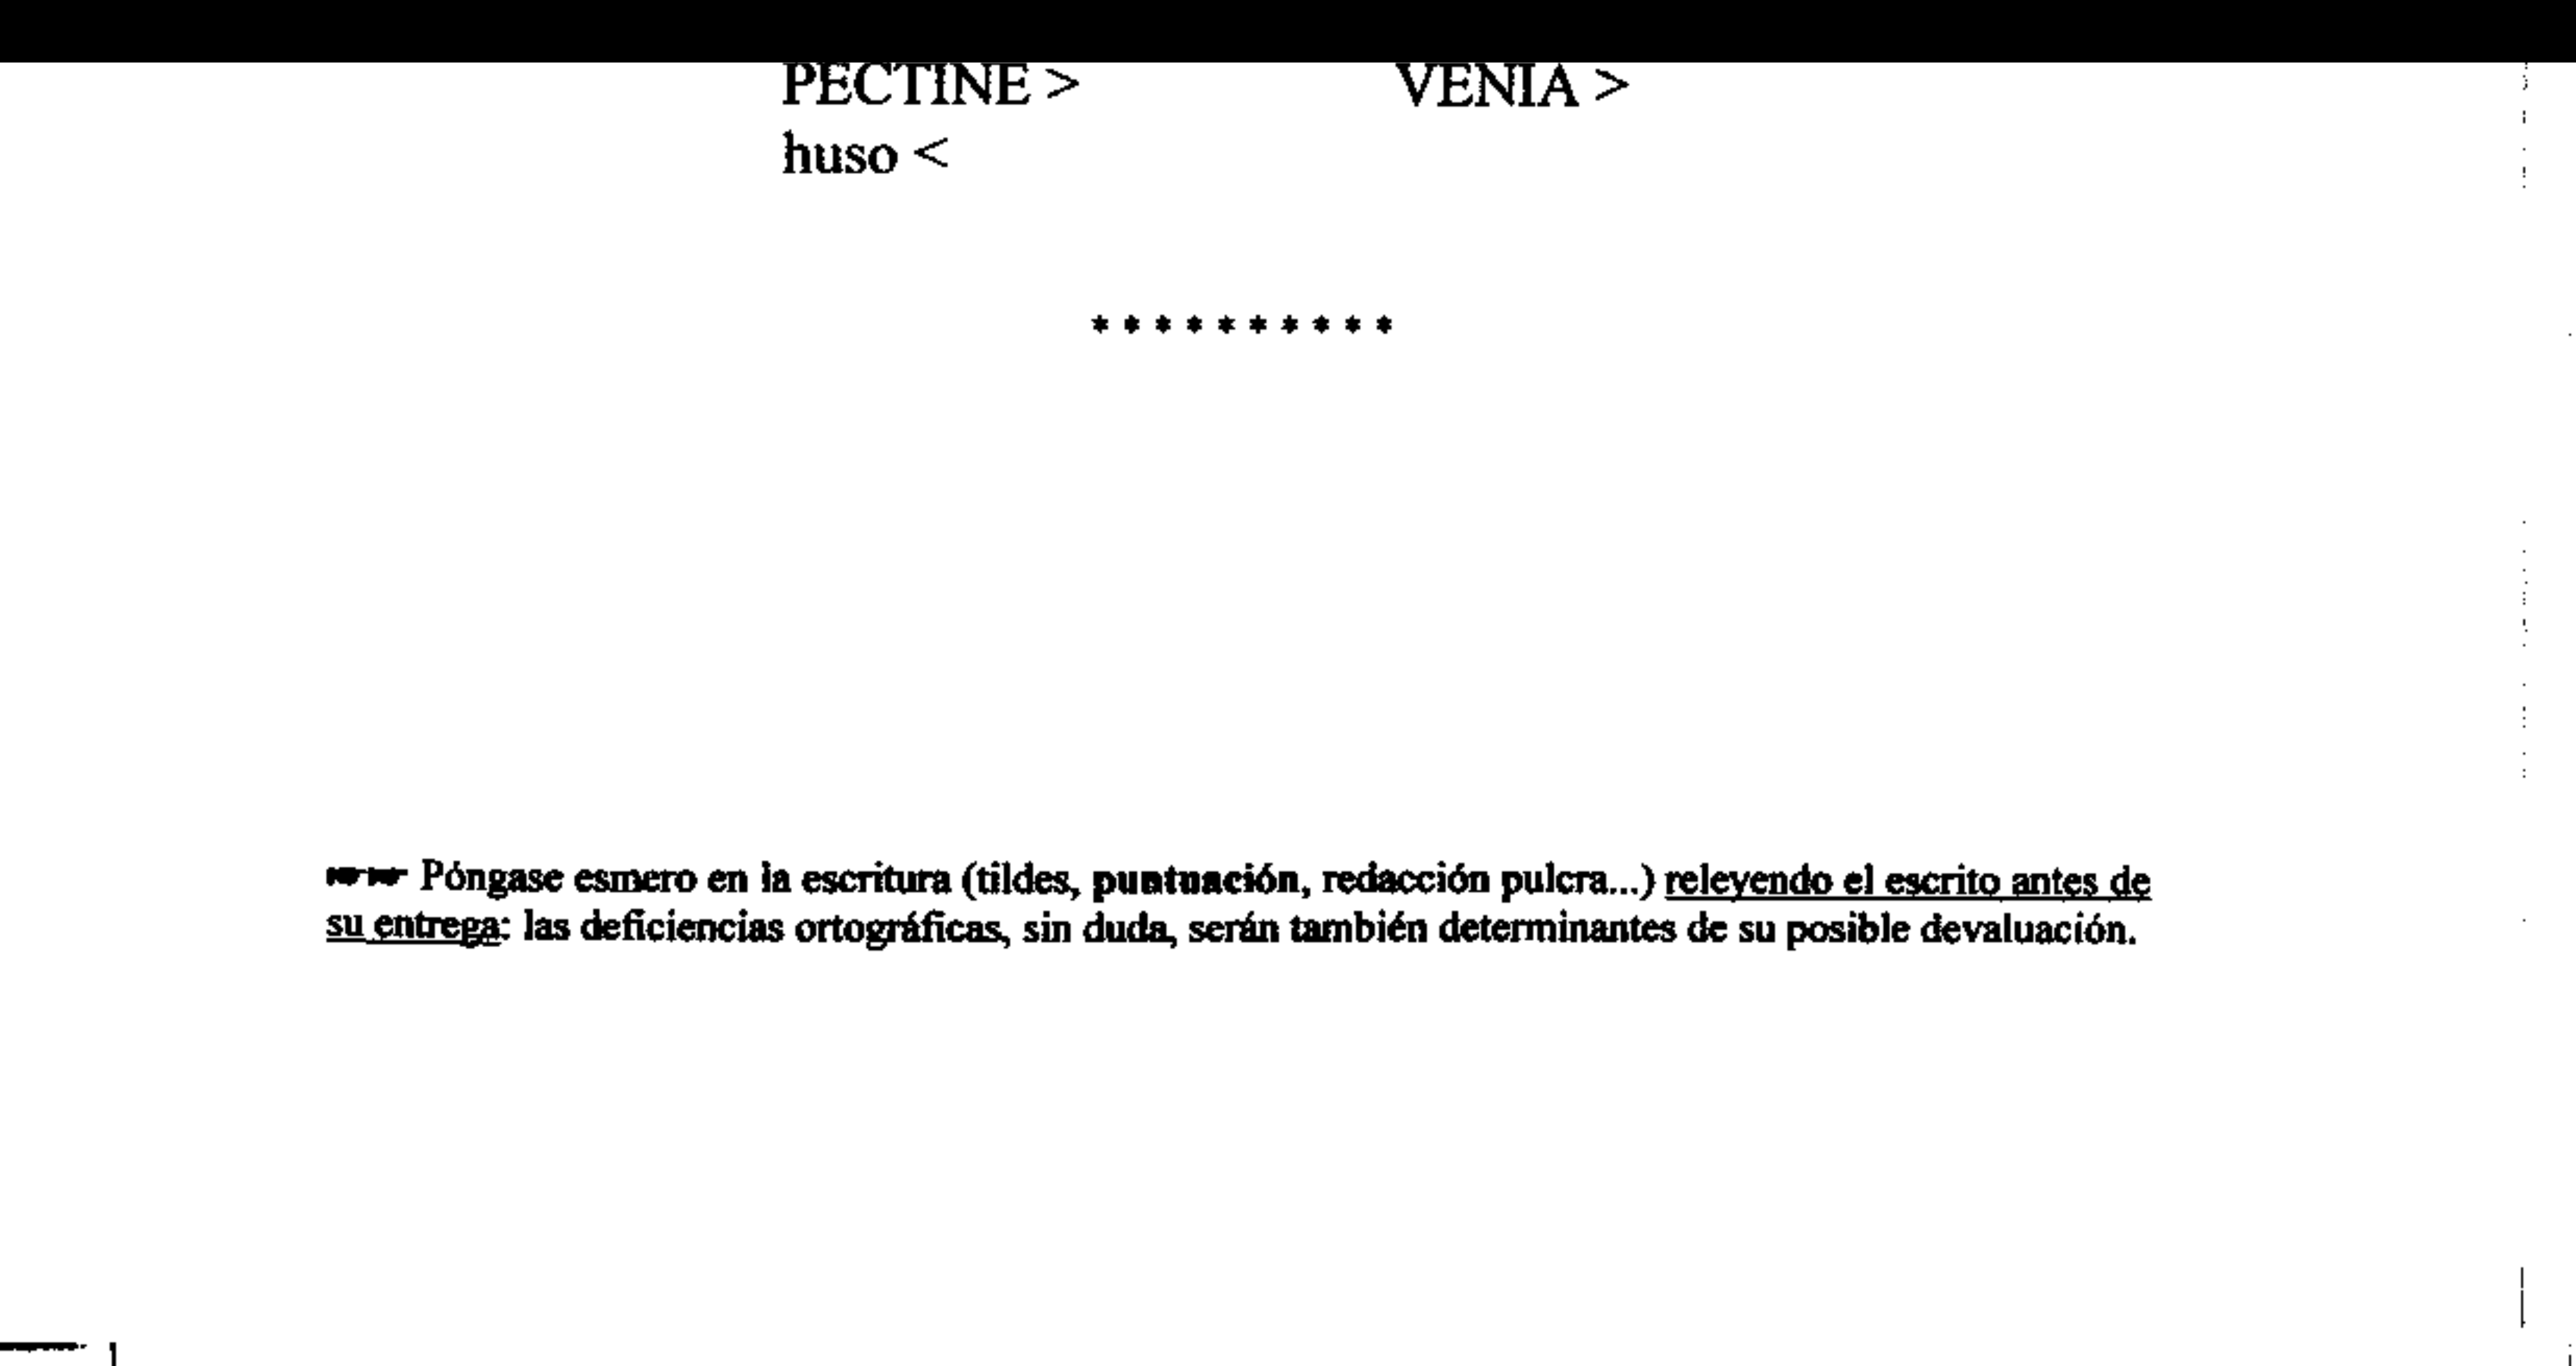 PECTINE > VENIA >
huso <
* * * * * * * * * *
Póngase esmero en la escritura (tildes, puntuación, redacción pulcra...) releyendo el escrito antes de
su entrega: las deficiencias ortográficas, sin duda, serán también determinantes de su posible devaluación.